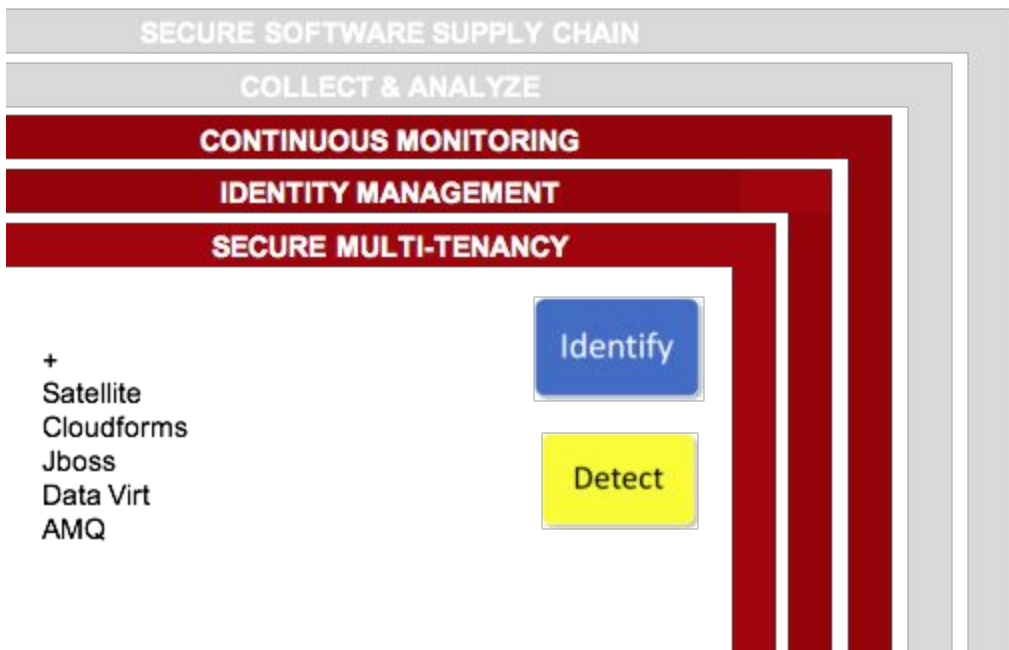 SECURE SOFTWARE SUPPLY CHAIN
COLLECT & ANALYZE
CONTINUOUS MONITORING
IDENTITY MANAGEMENT
SECURE MULTI-TENANCY
Identify
+
Satellite
Cloudforms
Jboss
Data Virt
AMQ
Detect